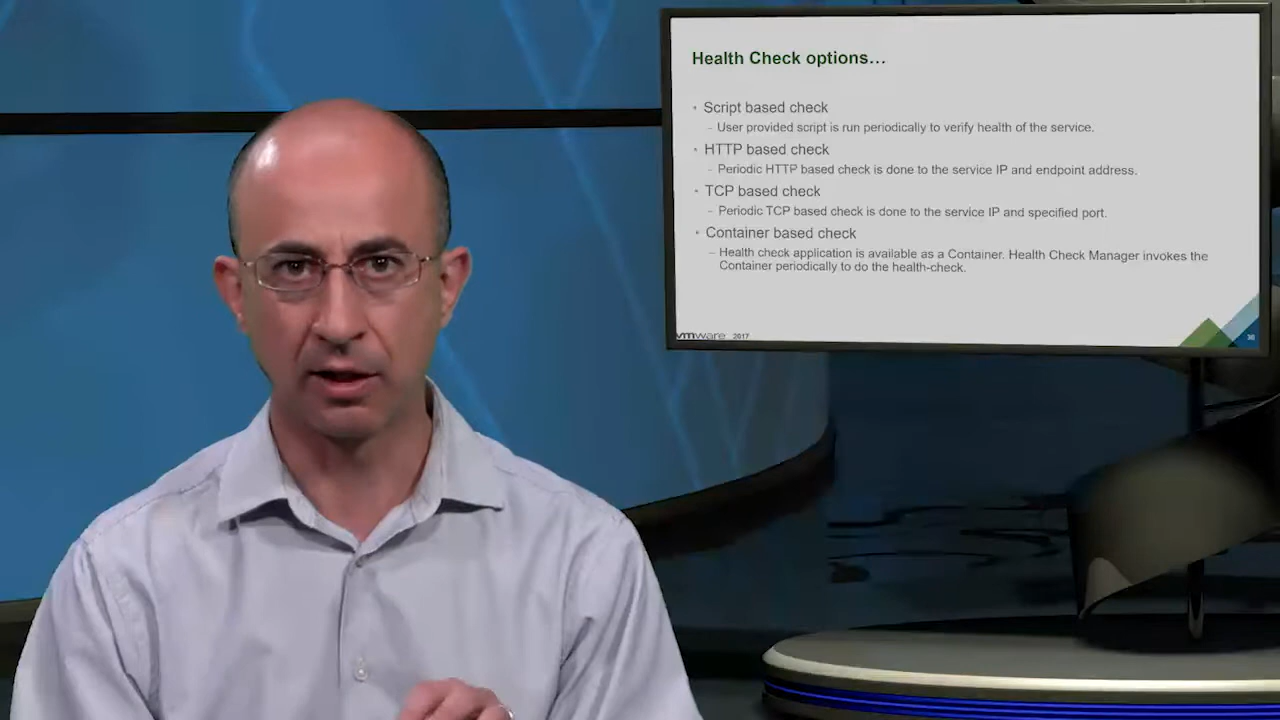 Health Check options…
• Script based check
– User provided script is run periodically to verify health of the service.
• HTTP based check
– Periodic HTTP based check is done to the service IP and endpoint address.
• TCP based check
– Periodic TCP based check is done to the service IP and specified port.
• Container based check
– Health check application is available as a Container. Health Check Manager invokes the
Container periodically to do the health-check.
vmware 2017
30